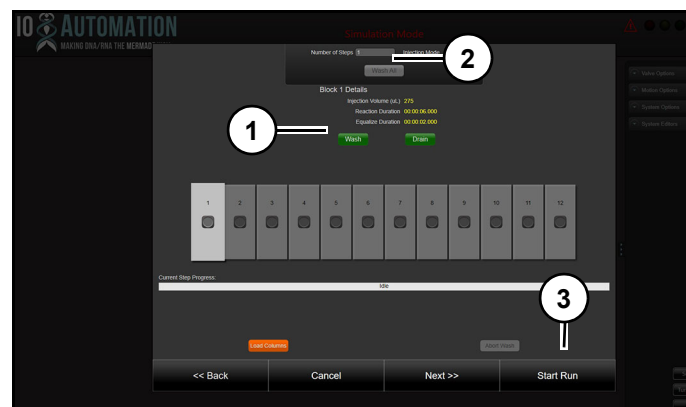 IO AUTOMATION
MAKING DNA/RNA THE MERMAD
Simulation Mode
Number of Steps 1 Injection Mode
2
Wash All
Valve Options
Motion Options
System Options
System Editors
Block 1 Details
Injection Volume (uL) 275
Reaction Duration 00:00:06.000
Equalize Duration 00:00:02.000
1
Wash Drain
1 2 3 4 5 6 7 8 9 10 11 12
Current Step Progress:
Idle
3
Load Columns Abort Wash
<< Back Cancel Next >> Start Run